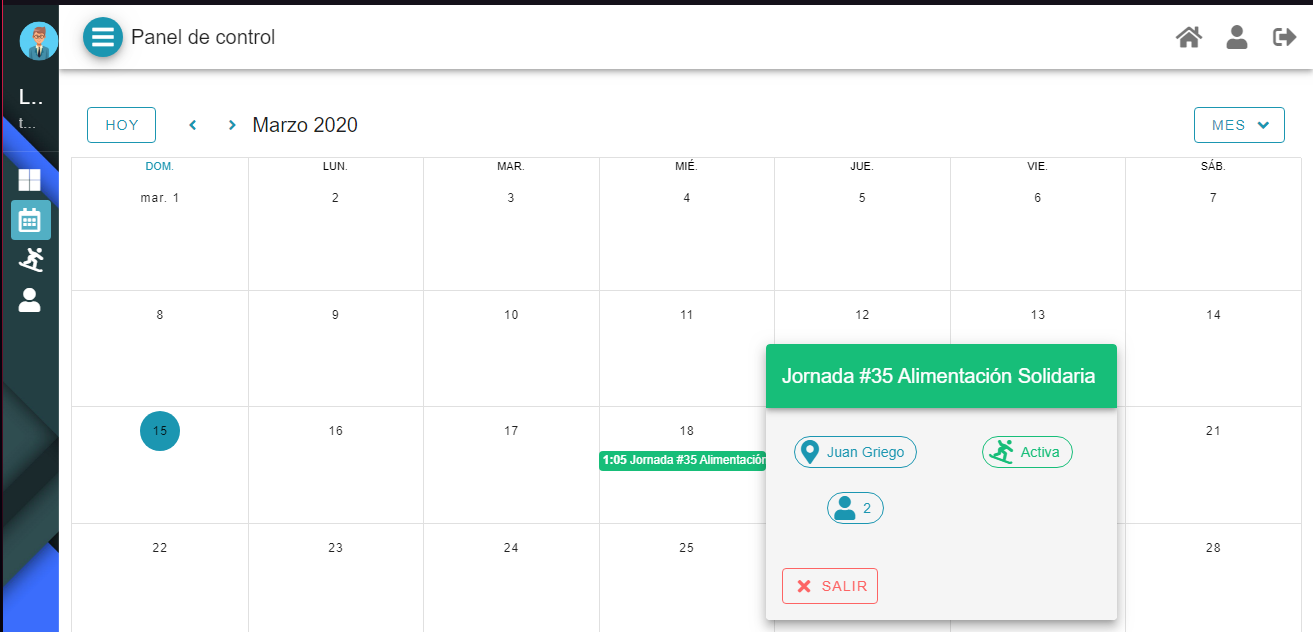 Panel de control
L..
t...
HOY
Marzo 2020
MES
DOM. LUN. MAR. MIÉ. JUE. VIE. SÁB.
mar. 1 2 3 4 5 6 7
8 9 10 11 12 13 14
Jornada #35 Alimentación Solidaria
15 16 17 18 21
1:05 Jornada #35 Alimentación
Juan Griego Activa
2
22 23 24 25 28
SALIR